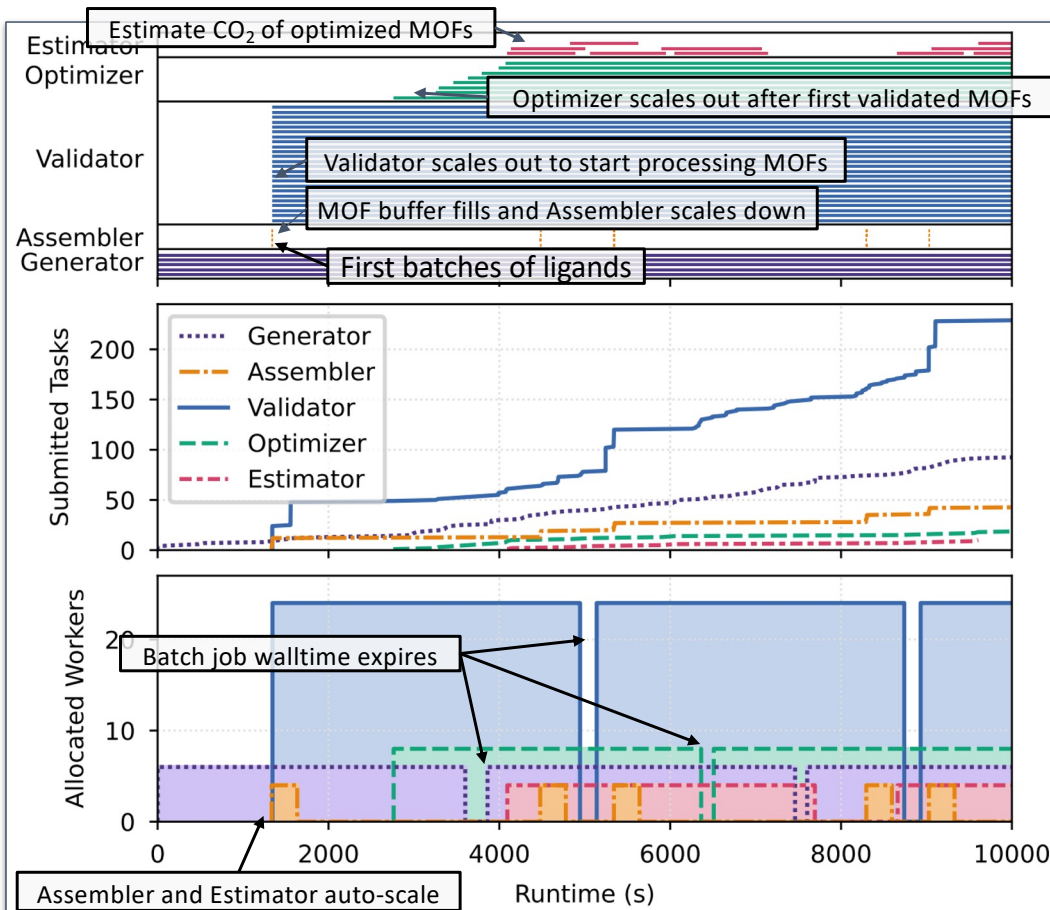 Estimate CO₂ of optimized MOFs
Estimator
Optimizer
Optimizer scales out after first validated MOFs
Validator
Validator scales out to start processing MOFs
MOF buffer fills and Assembler scales down
Assembler
Generator
First batches of ligands
Submitted Tasks
200
150
100
50
0
Generator
Assembler
Validator
Optimizer
Estimator
Allocated Workers
20
10
0
Batch job walltime expires
0
2000
4000
6000
8000
10000
Runtime (s)
Assembler and Estimator auto-scale